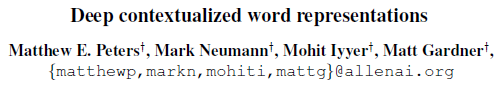 Deep contextualized word representations
Matthew E. Peters†, Mark Neumann†, Mohit Iyyer†, Matt Gardner†,
{matthewp,markn,mohiti,mattg}@allenai.org